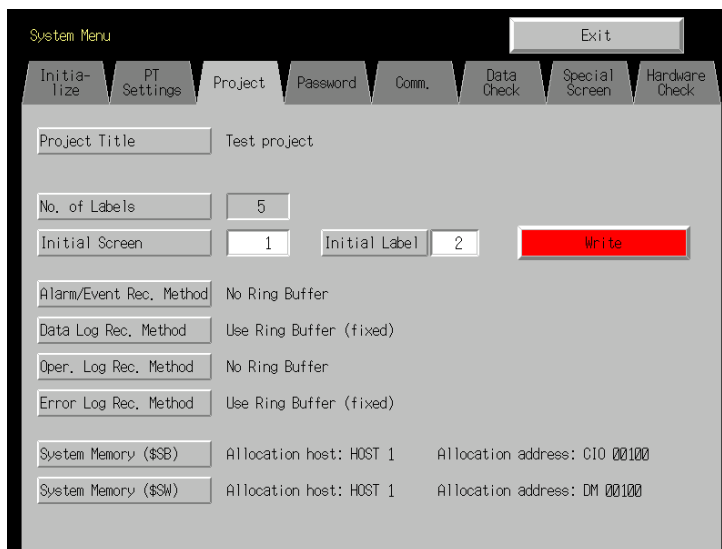 System Menu
Exit
Initia-
lize
PT
Settings
Project
Password
Comm.
Data
Check
Special
Screen
Hardware
Check
Project Title
Test project
No. of Labels
5
Initial Screen
1
Initial Label
2
Write
Alarm/Event Rec. Method
No Ring Buffer
Data Log Rec. Method
Use Ring Buffer (fixed)
Oper. Log Rec. Method
No Ring Buffer
Error Log Rec. Method
Use Ring Buffer (fixed)
System Memory ($SB)
Allocation host: HOST 1
Allocation address: CIO 00100
System Memory ($SW)
Allocation host: HOST 1
Allocation address: DM 00100